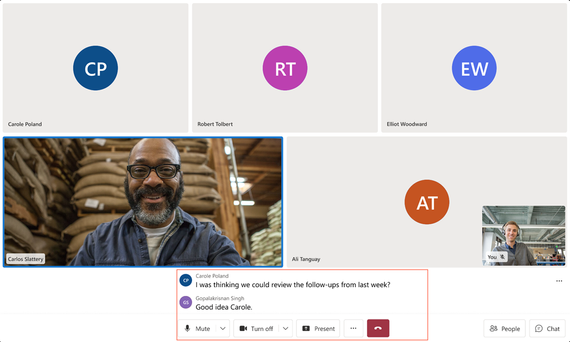 CP
RT
EW
Carole Poland
Robert Tolbert
Elliot Woodward
AT
Carlos Slattery
Ali Tanguay
You
CP
Carole Poland
I was thinking we could review the follow-ups from last week?
GS
Gopalakrisnan Singh
Good idea Carole.
Mute
Turn off
Present
People
Chat